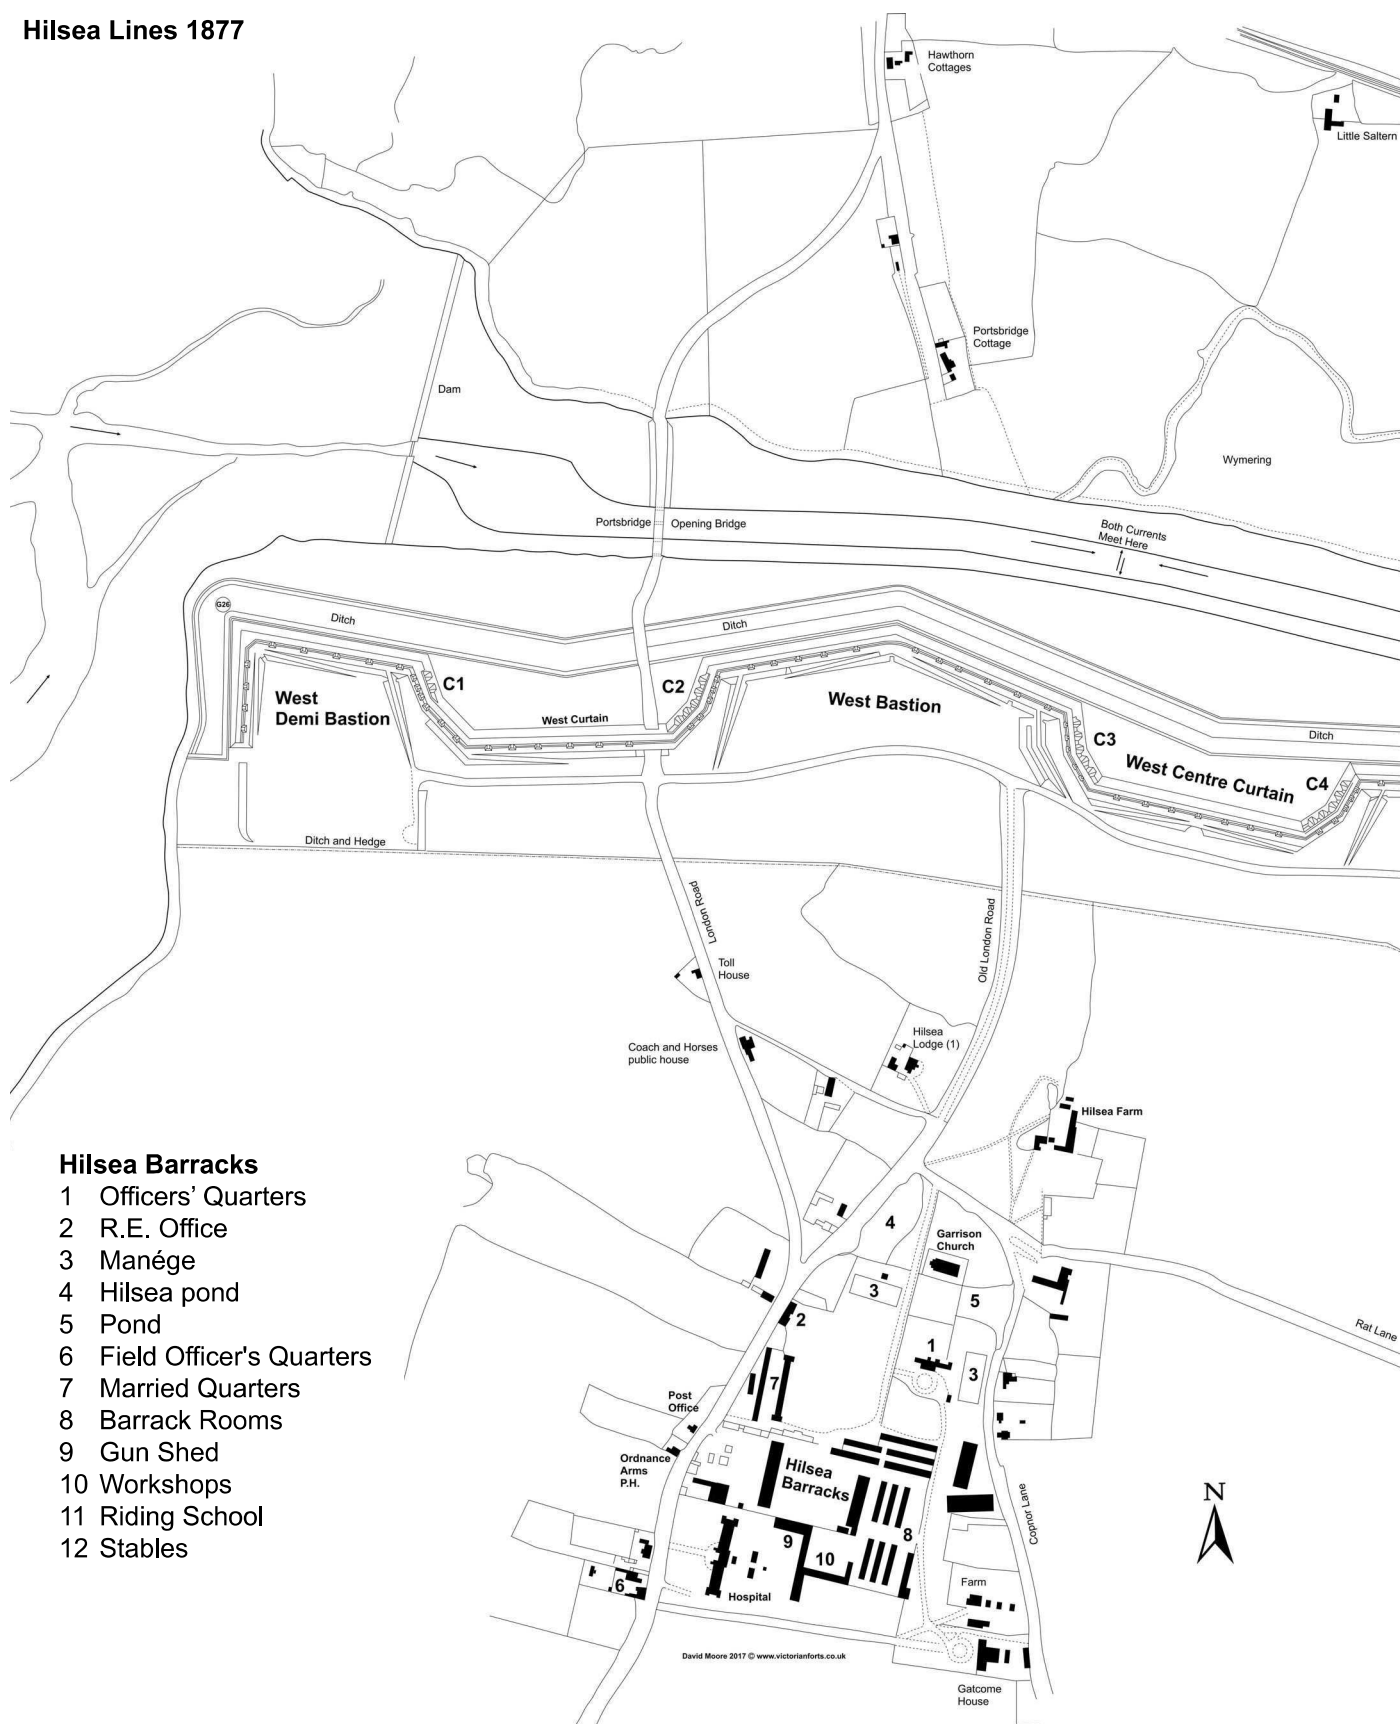 Hilsea Lines 1877
Hawthorn
Cottages
Little Saltern
Portsbridge
Cottage
Dam
Wymering
Portsbridge
Opening Bridge
Both Currents
Meet Here
G26
Ditch
Ditch
C1
C2
West
Demi Bastion
West Curtain
West Bastion
C3
Ditch
West Centre Curtain
C4
Ditch and Hedge
London Road
Old London Road
Toll
House
Coach and Horses
public house
Hilsea
Lodge (1)
Hilsea Farm
Hilsea Barracks
1 Officers’ Quarters
2 R.E. Office
3 Manége
4 Hilsea pond
5 Pond
6 Field Officer's Quarters
7 Married Quarters
8 Barrack Rooms
9 Gun Shed
10 Workshops
11 Riding School
12 Stables
4
Garrison
Church
3
5
2
Rat Lane
1
3
7
Post
Office
Ordnance
Arms
P.H.
Hilsea
Barracks
N
Copnor Lane
8
9
10
6
Hospital
Farm
David Moore 2017 © www.victorianforts.co.uk
Gatcome
House